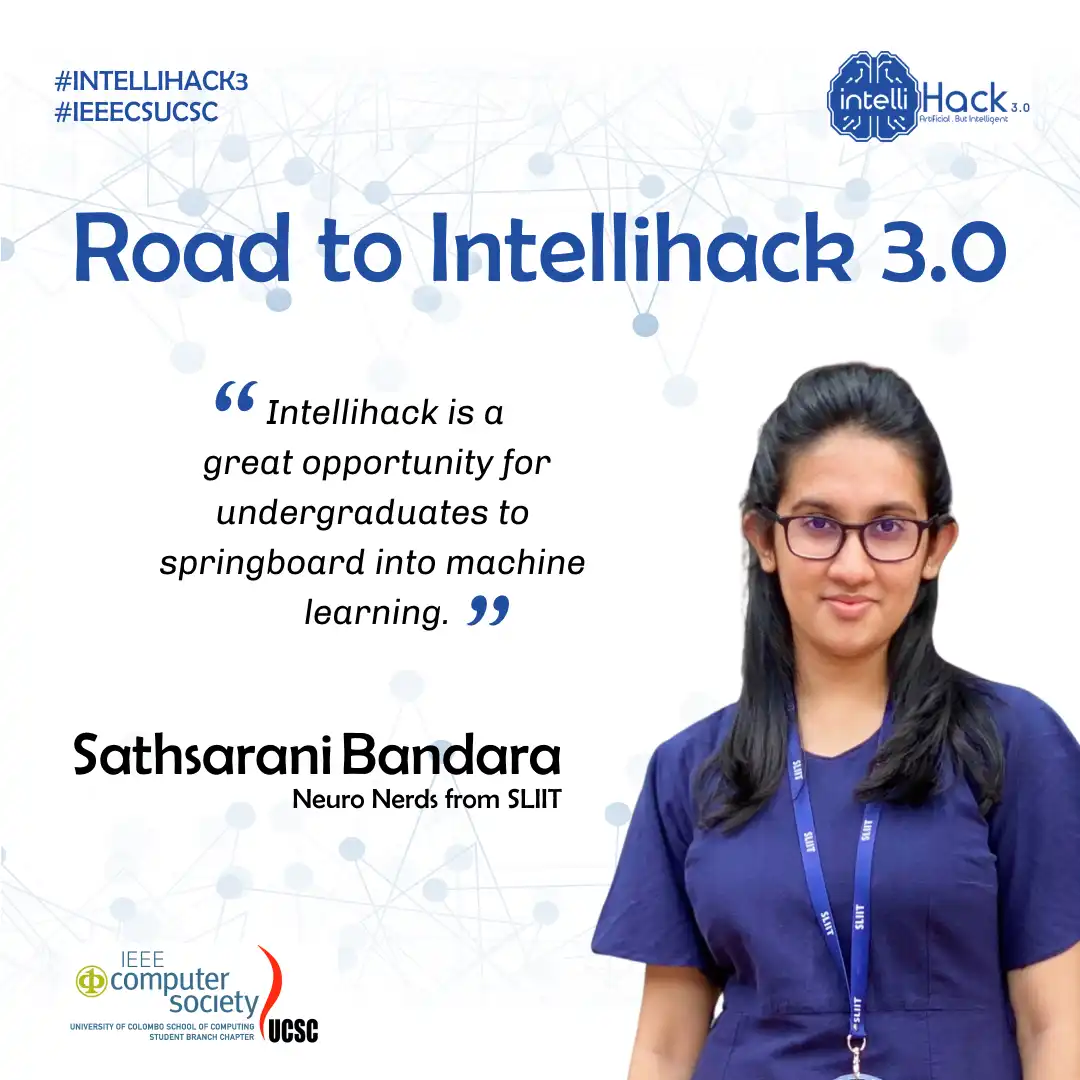 #INTELLIHACK3
#IEEECSUCSC
intelli Hack 3.0
Artificial . But Intelligent
Road to Intellihack 3.0
“ Intellihack is a
great opportunity for
undergraduates to
springboard into machine
learning. ”
Sathsarani Bandara
Neuro Nerds from SLIIT
SLIIT
SLIIT
SLIIT
SLIIT
SLIIT
SLIIT
IEEE
computer
society
UNIVERSITY OF COLOMBO SCHOOL OF COMPUTING
STUDENT BRANCH CHAPTER
UCSC